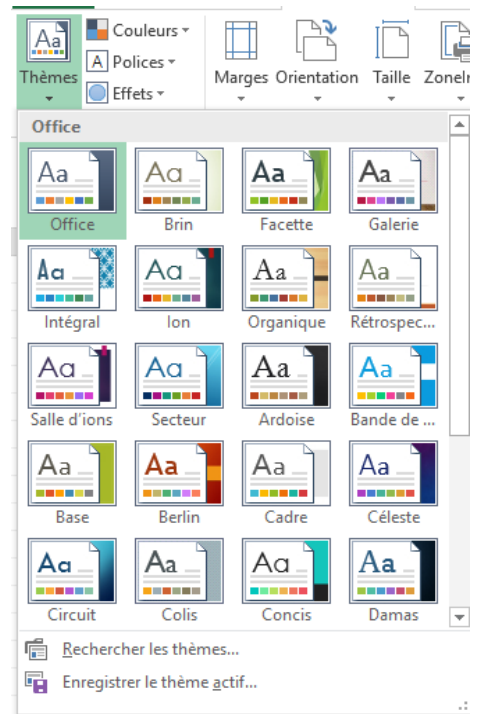 Couleurs
Aa
A Polices
Thèmes
Marges Orientation Taille
Effets
Office
Aa Aa Aa Aa
Office Brin Facette Galerie
Aa Aa Aa Aa
Intégral Ion Organique Rétrospec...
Aa Aa Aa Aa
Salle d'ions Secteur Ardoise Bande de ...
Aa Aa Aa Aa
Base Berlin Cadre Céleste
Aa Aa Aa Aa
Circuit Colis Concis Damas
Rechercher les thèmes...
Enregistrer le thème actif...